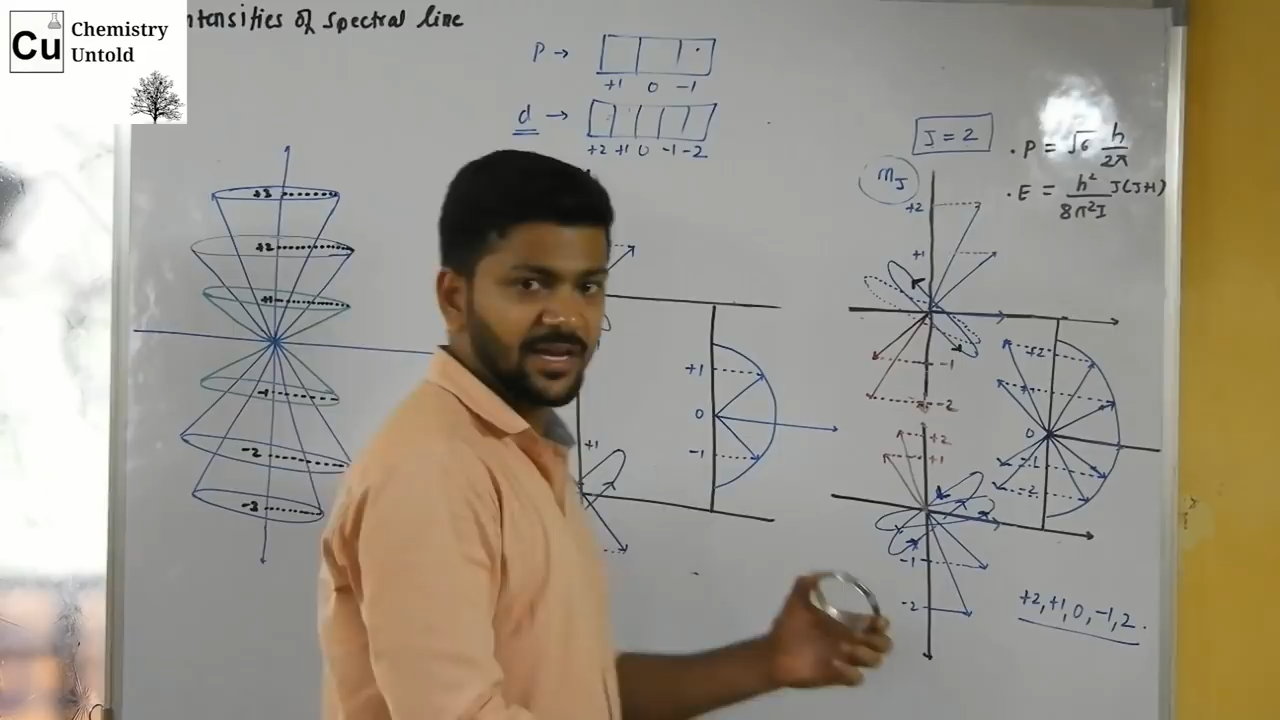 Cu
Chemistry
Untold
ntensities of spectral line
P →
+1 0 -1
d →
+2 +1 0 -1 -2
J = 2
. P = √6 h/2π
mJ
. E = h²/8π²I J(J+1)
+3
+2
+1
-1
-2
-3
+1
0
-1
+1
+2
+1
-1
-2
+2
+1
-1
-2
+2
0
-1
-2
+2, +1, 0, -1, 2 .